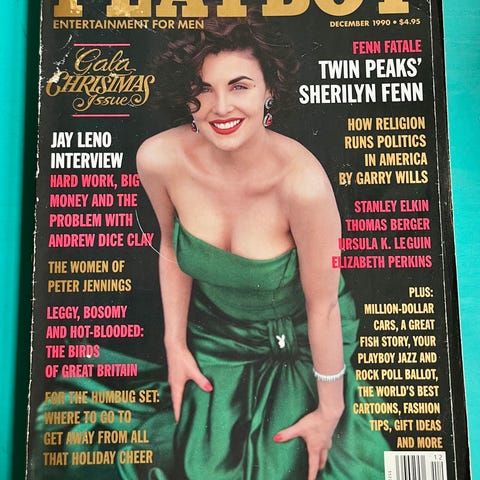 PLAYBOY
ENTERTAINMENT FOR MEN
DECEMBER 1990 • $4.95
Gala
CHRISTMAS
Issue
FENN FATALE
TWIN PEAKS'
SHERILYN FENN
JAY LENO
INTERVIEW
HARD WORK, BIG
MONEY AND THE
PROBLEM WITH
ANDREW DICE CLAY
HOW RELIGION
RUNS POLITICS
IN AMERICA
BY GARRY WILLS
STANLEY ELKIN
THOMAS BERGER
URSULA K. LEGUIN
ELIZABETH PERKINS
THE WOMEN OF
PETER JENNINGS
LEGGY, BOSOMY
AND HOT-BLOODED:
THE BIRDS
OF GREAT BRITAIN
FOR THE HUMBUG SET:
WHERE TO GO TO
GET AWAY FROM ALL
THAT HOLIDAY CHEER
PLUS:
MILLION-DOLLAR
CARS, A GREAT
FISH STORY, YOUR
PLAYBOY JAZZ AND
ROCK POLL BALLOT,
THE WORLD'S BEST
CARTOONS, FASHION
TIPS, GIFT IDEAS
AND MORE
12